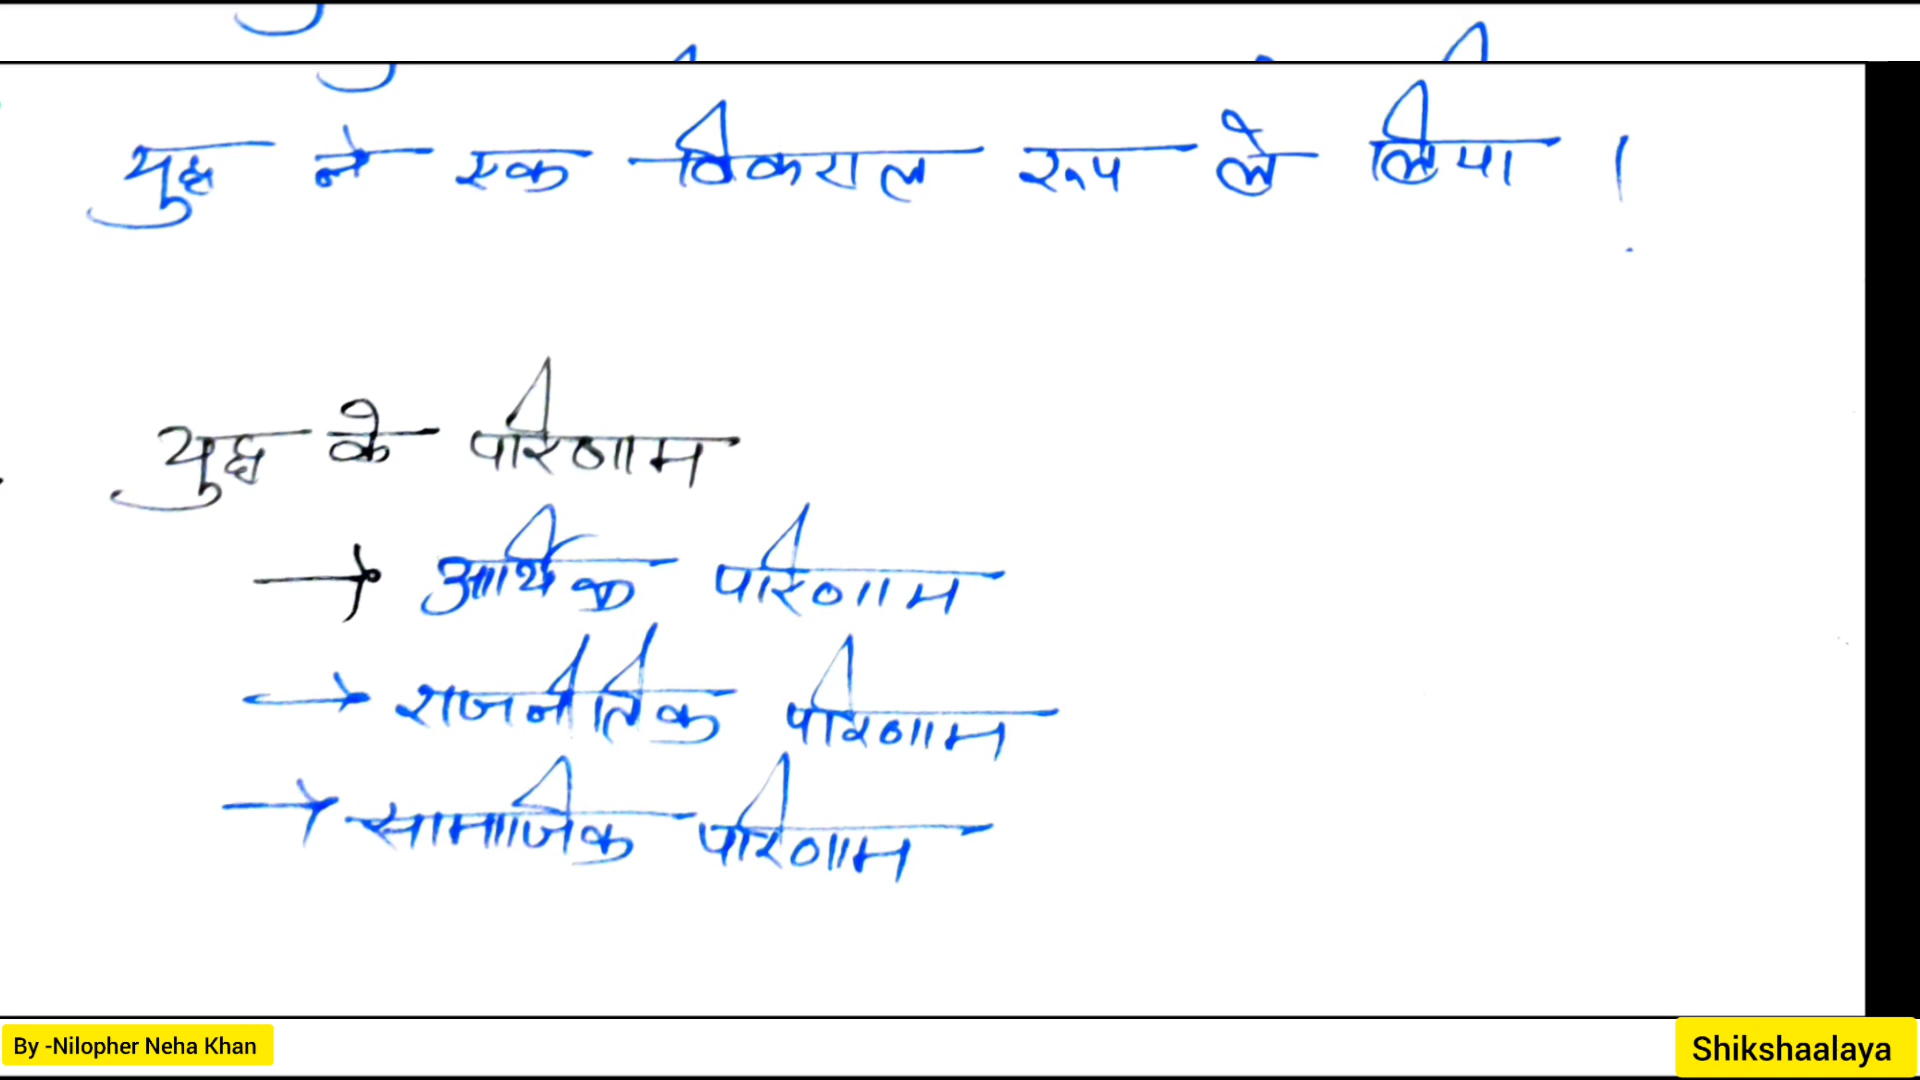 युद्ध ने एक विकराल रूप ले लिया ।
युद्ध के परिणाम
→ आर्थिक परिणाम
→ राजनीतिक परिणाम
→ सामाजिक परिणाम
By -Nilopher Neha Khan
Shikshaalaya